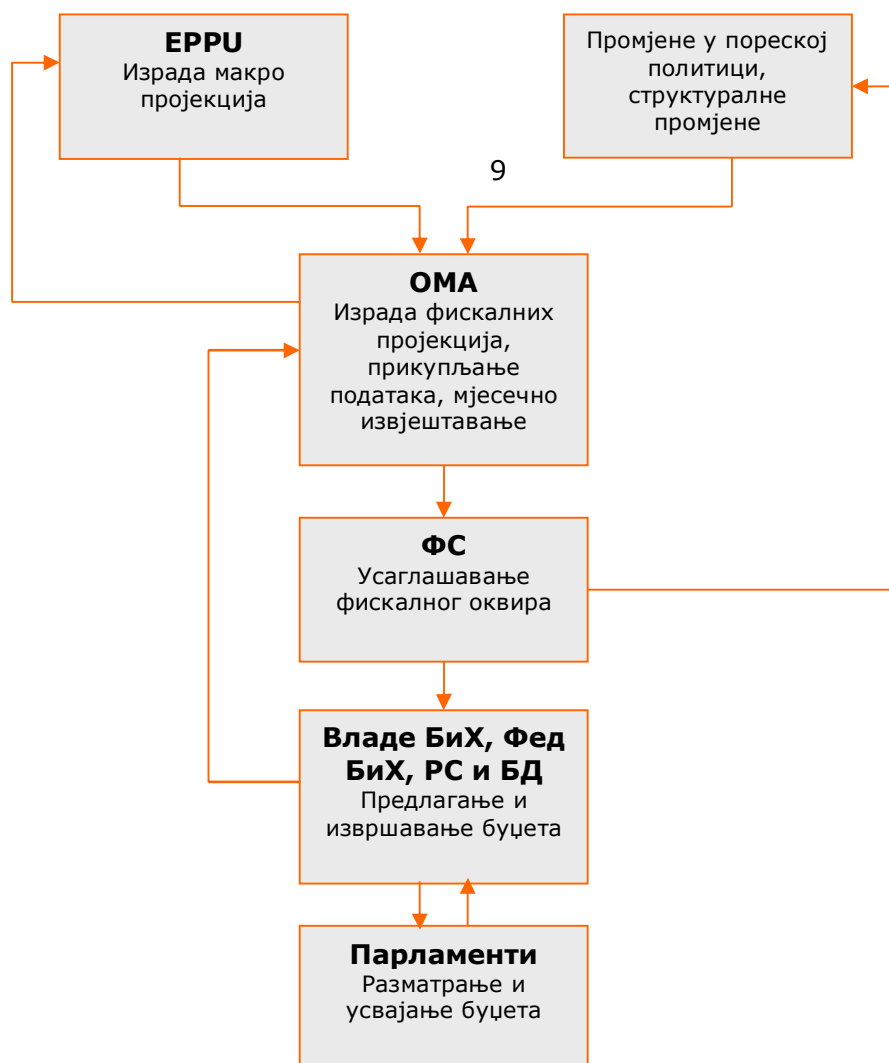 EPPU
Израда макро
пројекција
Промјене у пореској
политици,
структуралне
промјене
9
ОМА
Израда фискалних
пројекција,
прикупљање
података, мјесечно
извјештавање
ФС
Усаглашавање
фискалног оквира
Владе БиХ, Фед
БиХ, РС и БД
Предлагање и
извршавање буџета
Парламенти
Разматрање и
усвајање буџета